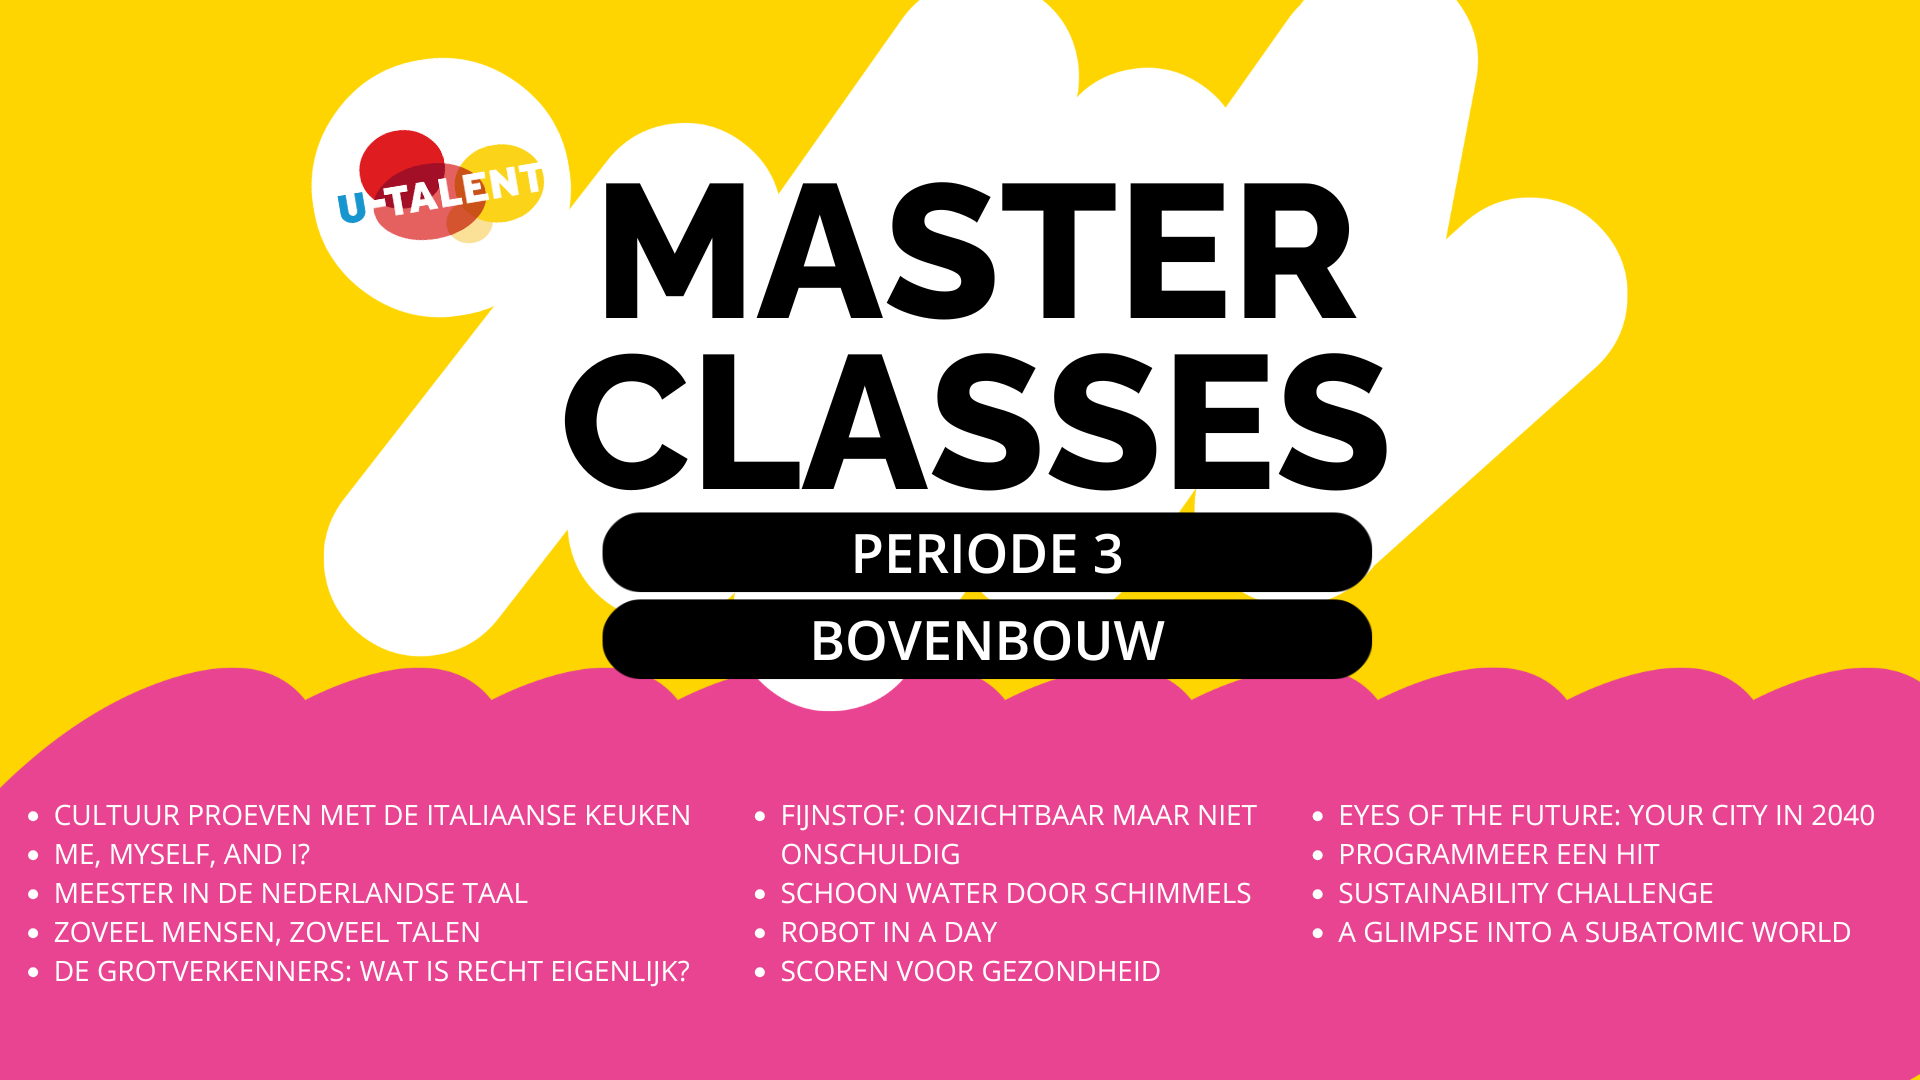 U-TALENT
MASTER
CLASSES
PERIODE 3
BOVENBOUW
• CULTUUR PROEVEN MET DE ITALIAANSE KEUKEN
• ME, MYSELF, AND I?
• MEESTER IN DE NEDERLANDSE TAAL
• ZOVEEL MENSEN, ZOVEEL TALEN
• DE GROTVERKENNERS: WAT IS RECHT EIGENLIJK?
• FIJNSTOF: ONZICHTBAAR MAAR NIET
ONSCHULDIG
• SCHOON WATER DOOR SCHIMMELS
• ROBOT IN A DAY
• SCOREN VOOR GEZONDHEID
• EYES OF THE FUTURE: YOUR CITY IN 2040
• PROGRAMMEER EEN HIT
• SUSTAINABILITY CHALLENGE
• A GLIMPSE INTO A SUBATOMIC WORLD